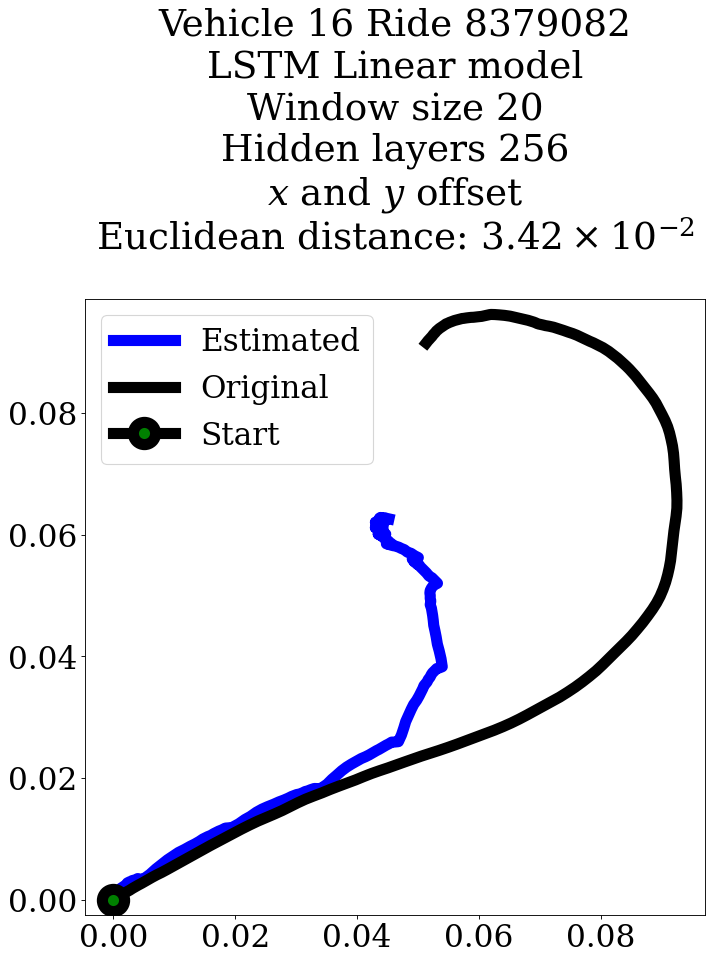 Vehicle 16 Ride 8379082
LSTM Linear model
Window size 20
Hidden layers 256
x and y offset
Euclidean distance: 3.42 × 10⁻²
Estimated
Original
Start
0.08
0.06
0.04
0.02
0.00
0.00 0.02 0.04 0.06 0.08